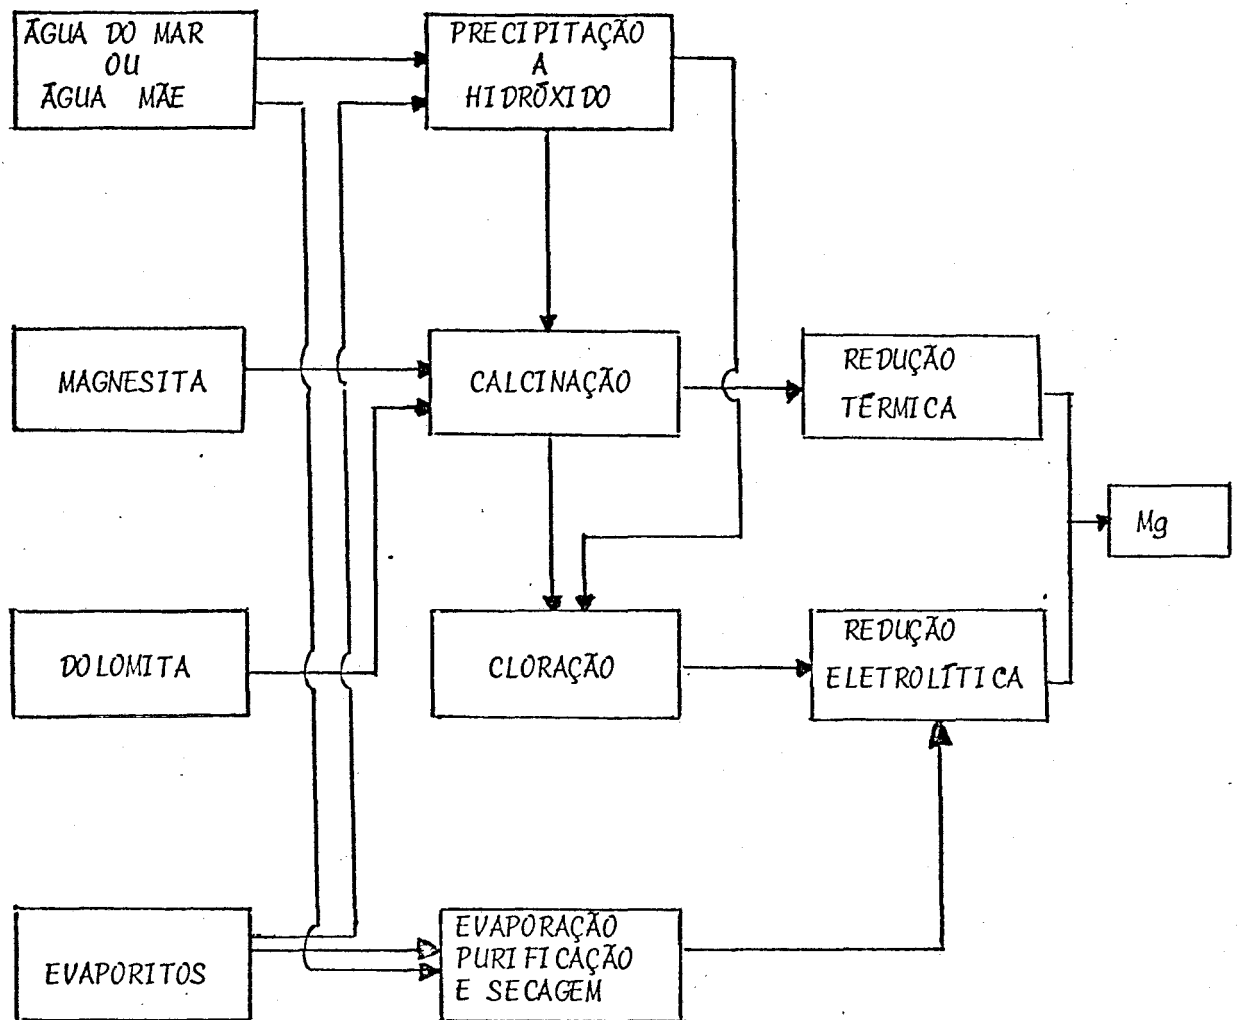 ÁGUA DO MAR
OU
ÁGUA MÃE
PRECIPITAÇÃO
A
HIDRÓXIDO
MAGNESITA
CALCINAÇÃO
REDUÇÃO
TÉRMICA
Mg
DOLOMITA
CLORAÇÃO
REDUÇÃO
ELETROLÍTICA
EVAPORITOS
EVAPORAÇÃO
PURIFICAÇÃO
E SECAGEM